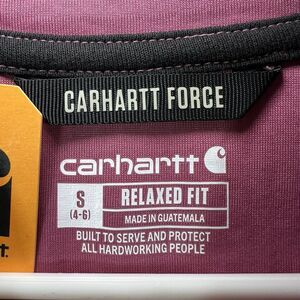 CARHARTT FORCE
carhartt
S
(4-6)
RELAXED FIT
MADE IN GUATEMALA
BUILT TO SERVE AND PROTECT
ALL HARDWORKING PEOPLE